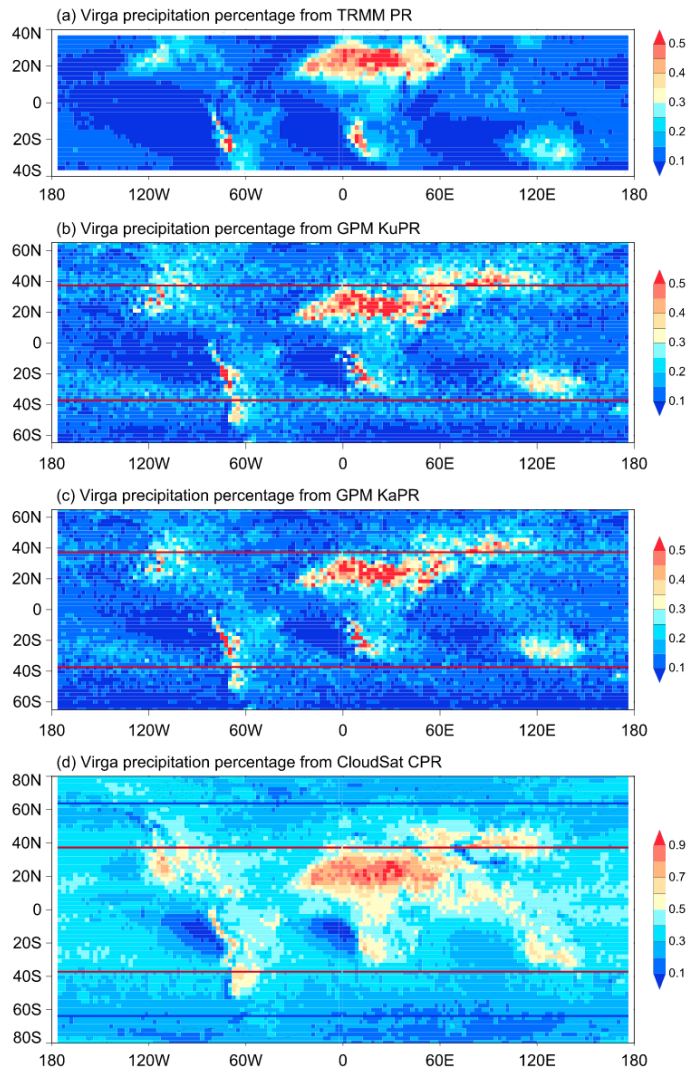 (a) Virga precipitation percentage from TRMM PR
40N
20N
0
20S
40S
180 120W 60W 0 60E 120E 180
0.5
0.4
0.3
0.2
0.1
(b) Virga precipitation percentage from GPM KuPR
60N
40N
20N
0
20S
40S
60S
180 120W 60W 0 60E 120E 180
0.5
0.4
0.3
0.2
0.1
(c) Virga precipitation percentage from GPM KaPR
60N
40N
20N
0
20S
40S
60S
180 120W 60W 0 60E 120E 180
0.5
0.4
0.3
0.2
0.1
(d) Virga precipitation percentage from CloudSat CPR
80N
60N
40N
20N
0
20S
40S
60S
80S
180 120W 60W 0 60E 120E 180
0.9
0.7
0.5
0.3
0.1